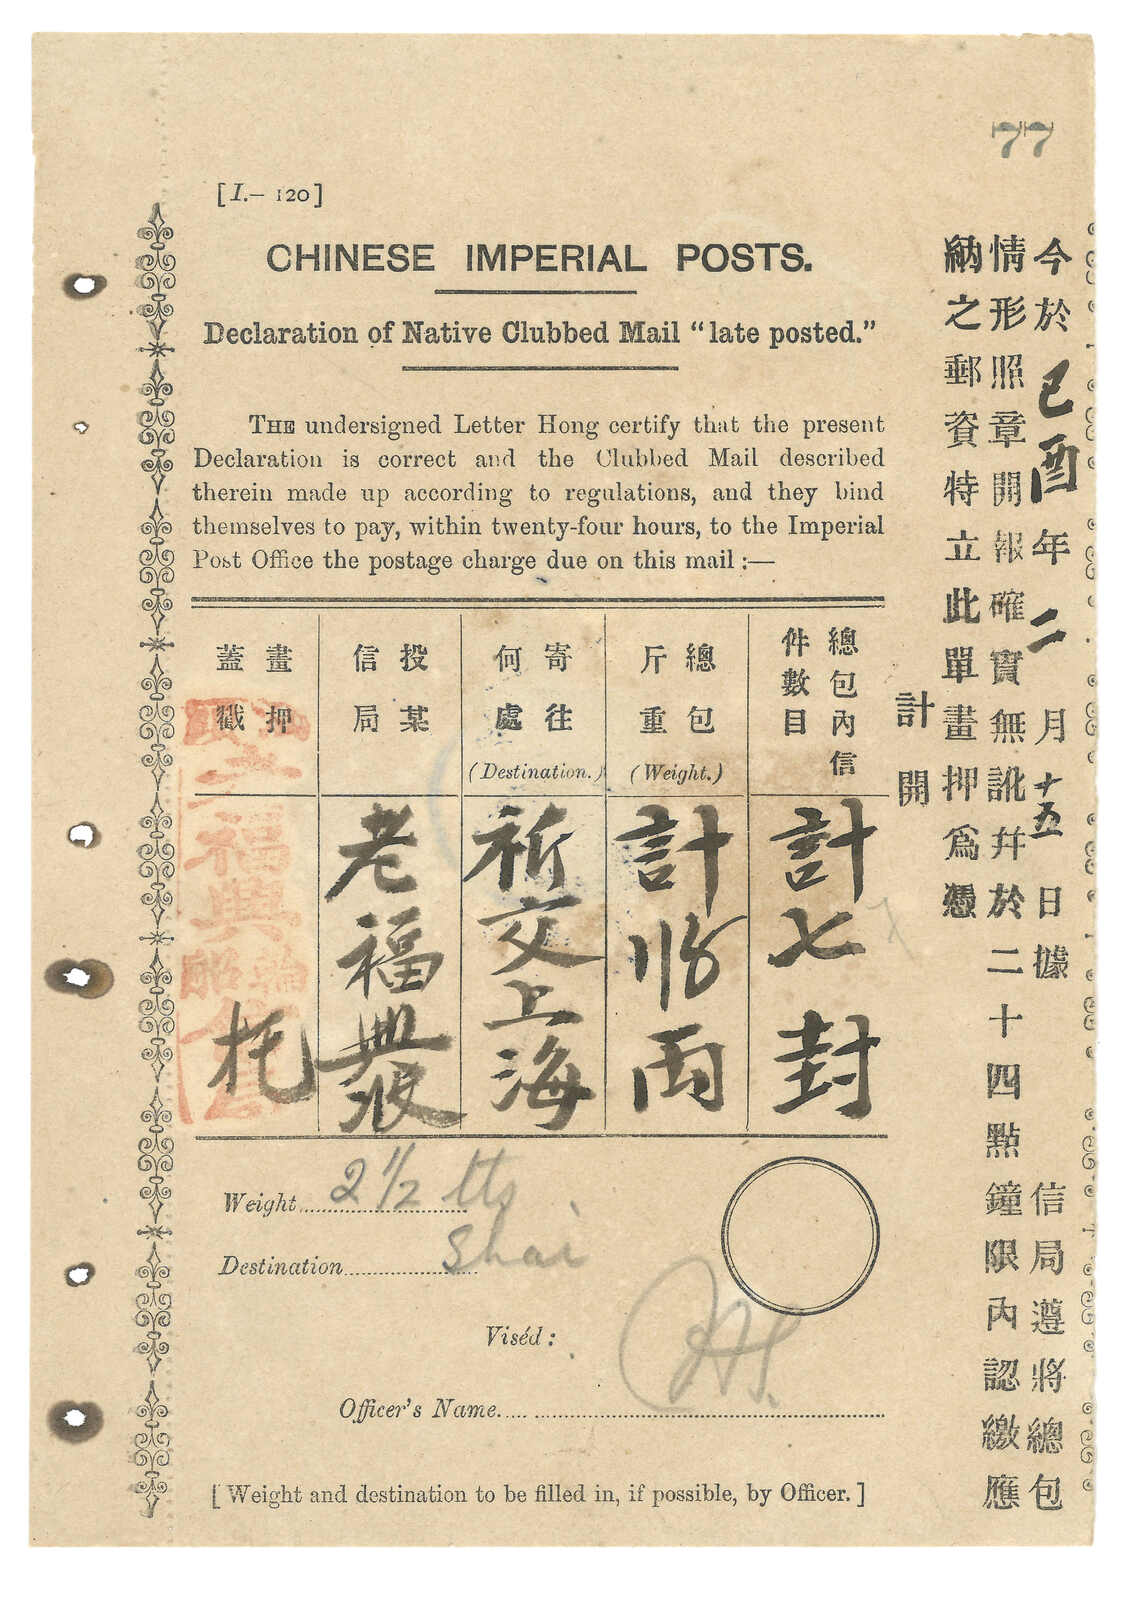 77
[I.— 120]
CHINESE IMPERIAL POSTS.
Declaration of Native Clubbed Mail "late posted."
THE undersigned Letter Hong certify that the present
Declaration is correct and the Clubbed Mail described
therein made up according to regulations, and they bind
themselves to pay, within twenty-four hours, to the Imperial
Post Office the postage charge due on this mail :—
今於己酉年二月十五日據 信局遵將總包
情形照章開報確實無訛幷於二十四點鐘限內認繳應
納之郵資特立此單畫押爲憑
計開
總包內信
件數目
總包
斤重
(Weight.)
寄往
何處
(Destination.)
投某
信局
畫押
蓋戳
計七封
7
計 兩
祈交上海
老福興
托
福興
Weight 2 1/2 lbs
Destination Shai
Viséd :
Officer's Name
[ Weight and destination to be filled in, if possible, by Officer. ]